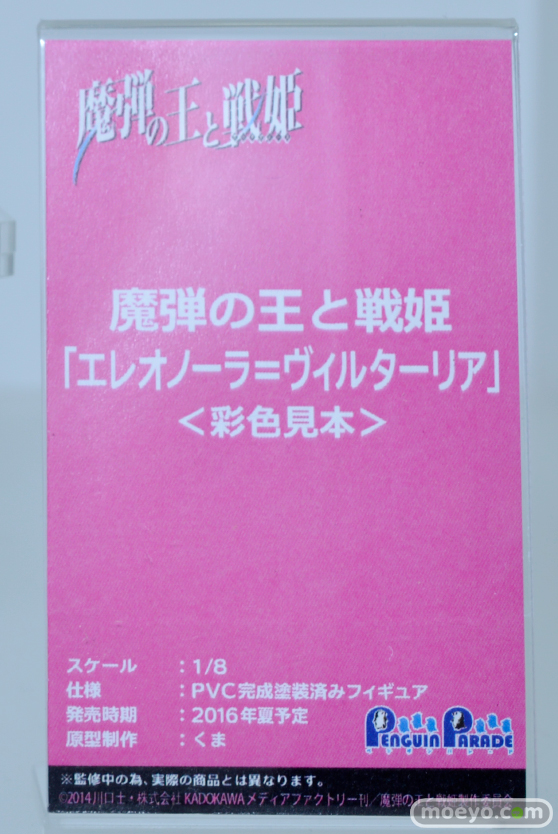 魔弾の王と戦姫
魔弾の王と戦姫
「エレオノーラ=ヴィルターリア」
<彩色見本>
スケール ：1/8
仕様 ：PVC完成塗装済みフィギュア
発売時期 ：2016年夏予定
原型制作 ：くま
PENGUIN PARADE
※監修中の為、実際の商品とは異なります。
©2014川口士・株式会社 KADOKAWAメディアファクトリー刊／魔弾の王と戦姫製作委員会
moeyo.com